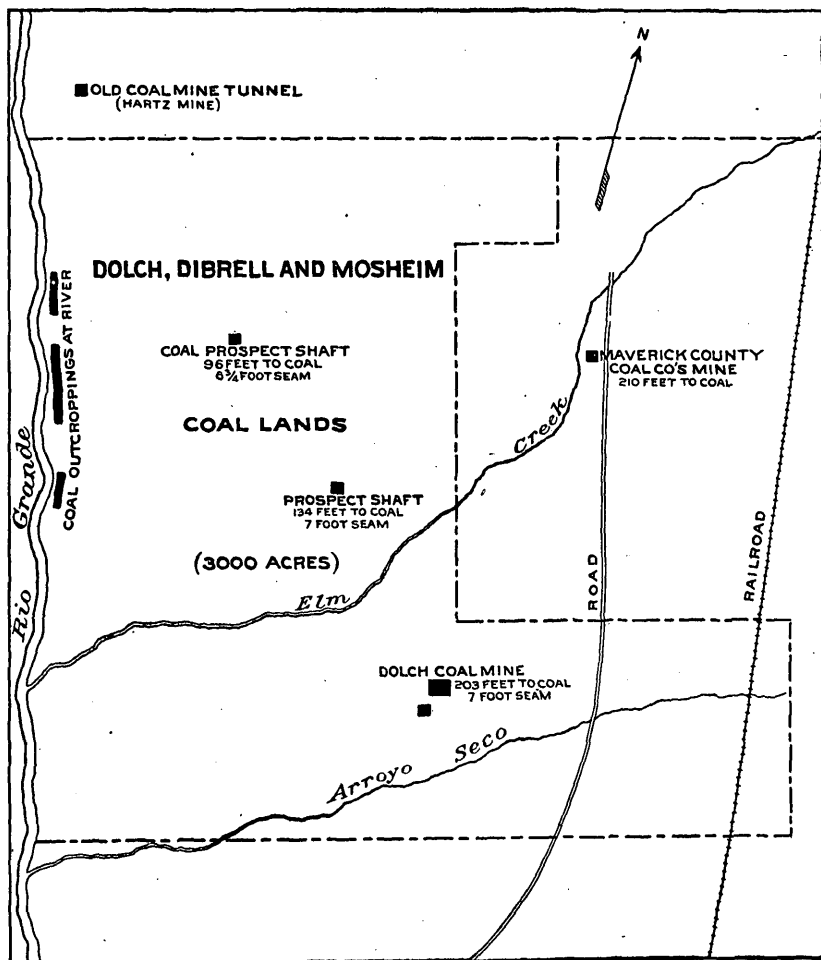 N
OLD COALMINE TUNNEL
(HARTZ MINE)
DOLCH, DIBRELL AND MOSHEIM
COAL OUTCROPPINGS AT RIVER
COAL PROSPECT SHAFT
96 FEET TO COAL
6¾ FOOT SEAM
MAVERICK COUNTY
COAL CO'S MINE
210 FEET TO COAL
COAL LANDS
Creek
Rio Grande
PROSPECT SHAFT
134 FEET TO COAL
7 FOOT SEAM
(3000 ACRES)
Elm
ROAD
RAILROAD
DOLCH COAL MINE
203 FEET TO COAL
7 FOOT SEAM
Arroyo Seco